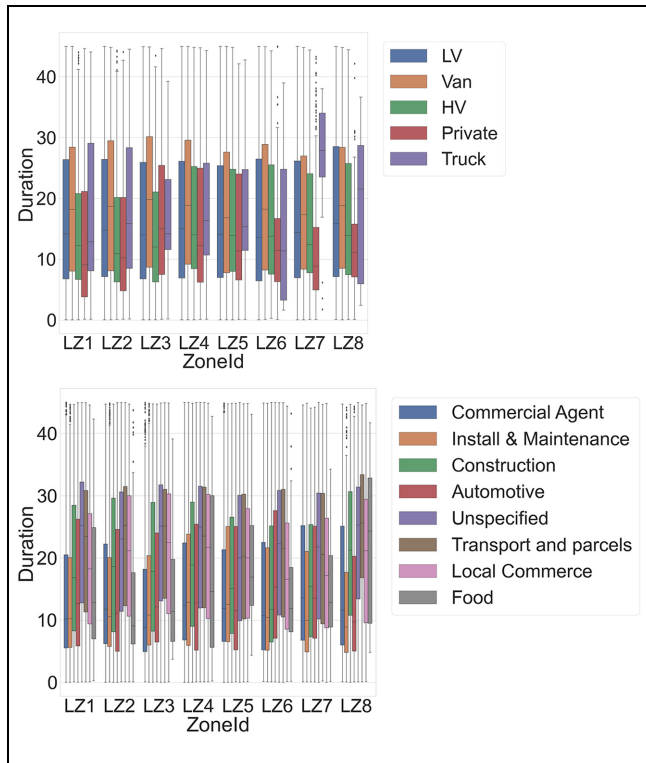 40
30
20
10
0
Duration
LZ1 LZ2 LZ3 LZ4 LZ5 LZ6 LZ7 LZ8
ZoneId
LV
Van
HV
Private
Truck
40
30
20
10
0
Duration
LZ1 LZ2 LZ3 LZ4 LZ5 LZ6 LZ7 LZ8
ZoneId
Commercial Agent
Install & Maintenance
Construction
Automotive
Unspecified
Transport and parcels
Local Commerce
Food